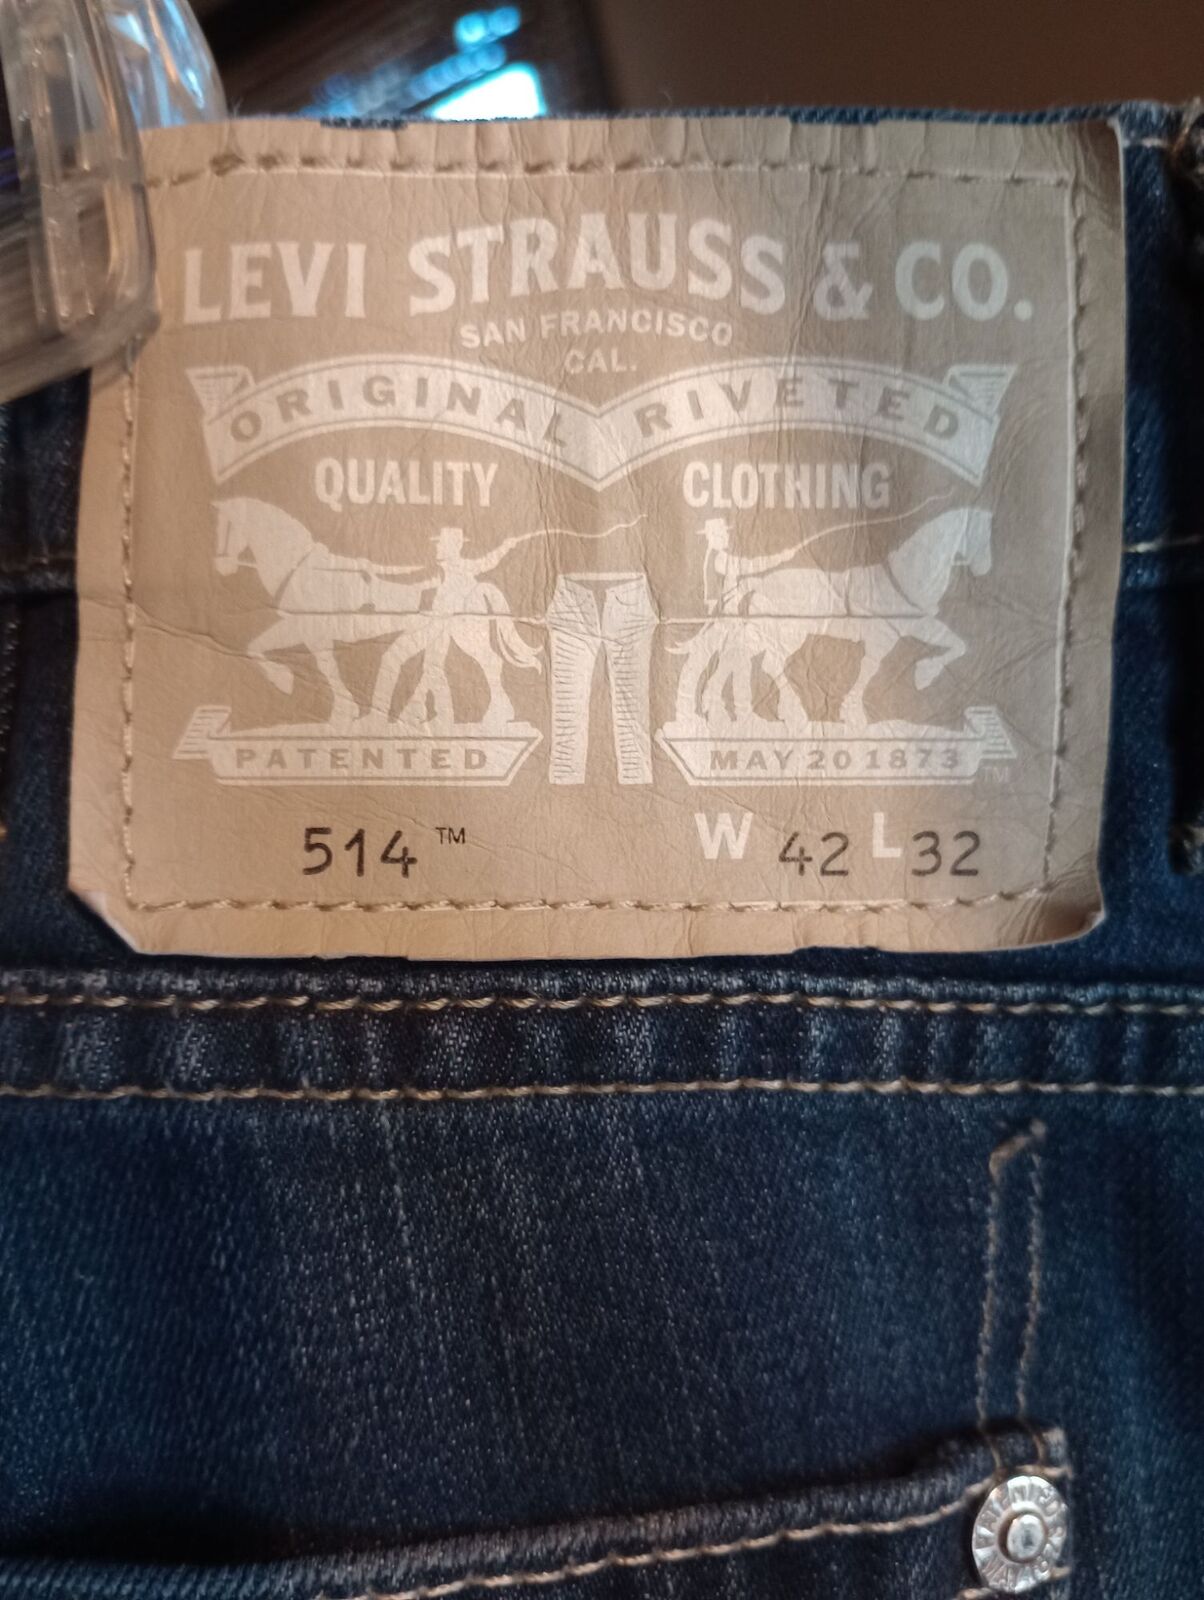 LEVI STRAUSS & CO.
SAN FRANCISCO
CAL.
ORIGINAL RIVETED
QUALITY CLOTHING
PATENTED MAY 20 1873 TM
514 ™ W 42 L 32